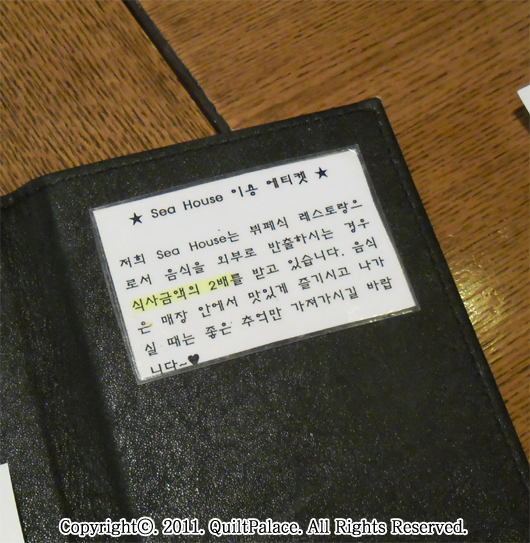 ★ Sea House 이용 에티켓 ★
저희 Sea House는 뷔페식 레스토랑으
로서 음식을 외부로 반출하시는 경우
식사금액의 2배를 받고 있습니다. 음식
은 매장 안에서 맛있게 즐기시고 나가
실 때는 좋은 추억만 가져가시길 바랍
니다~♥
Copyright©. 2011. QuiltPalace. All Rights Reserved.